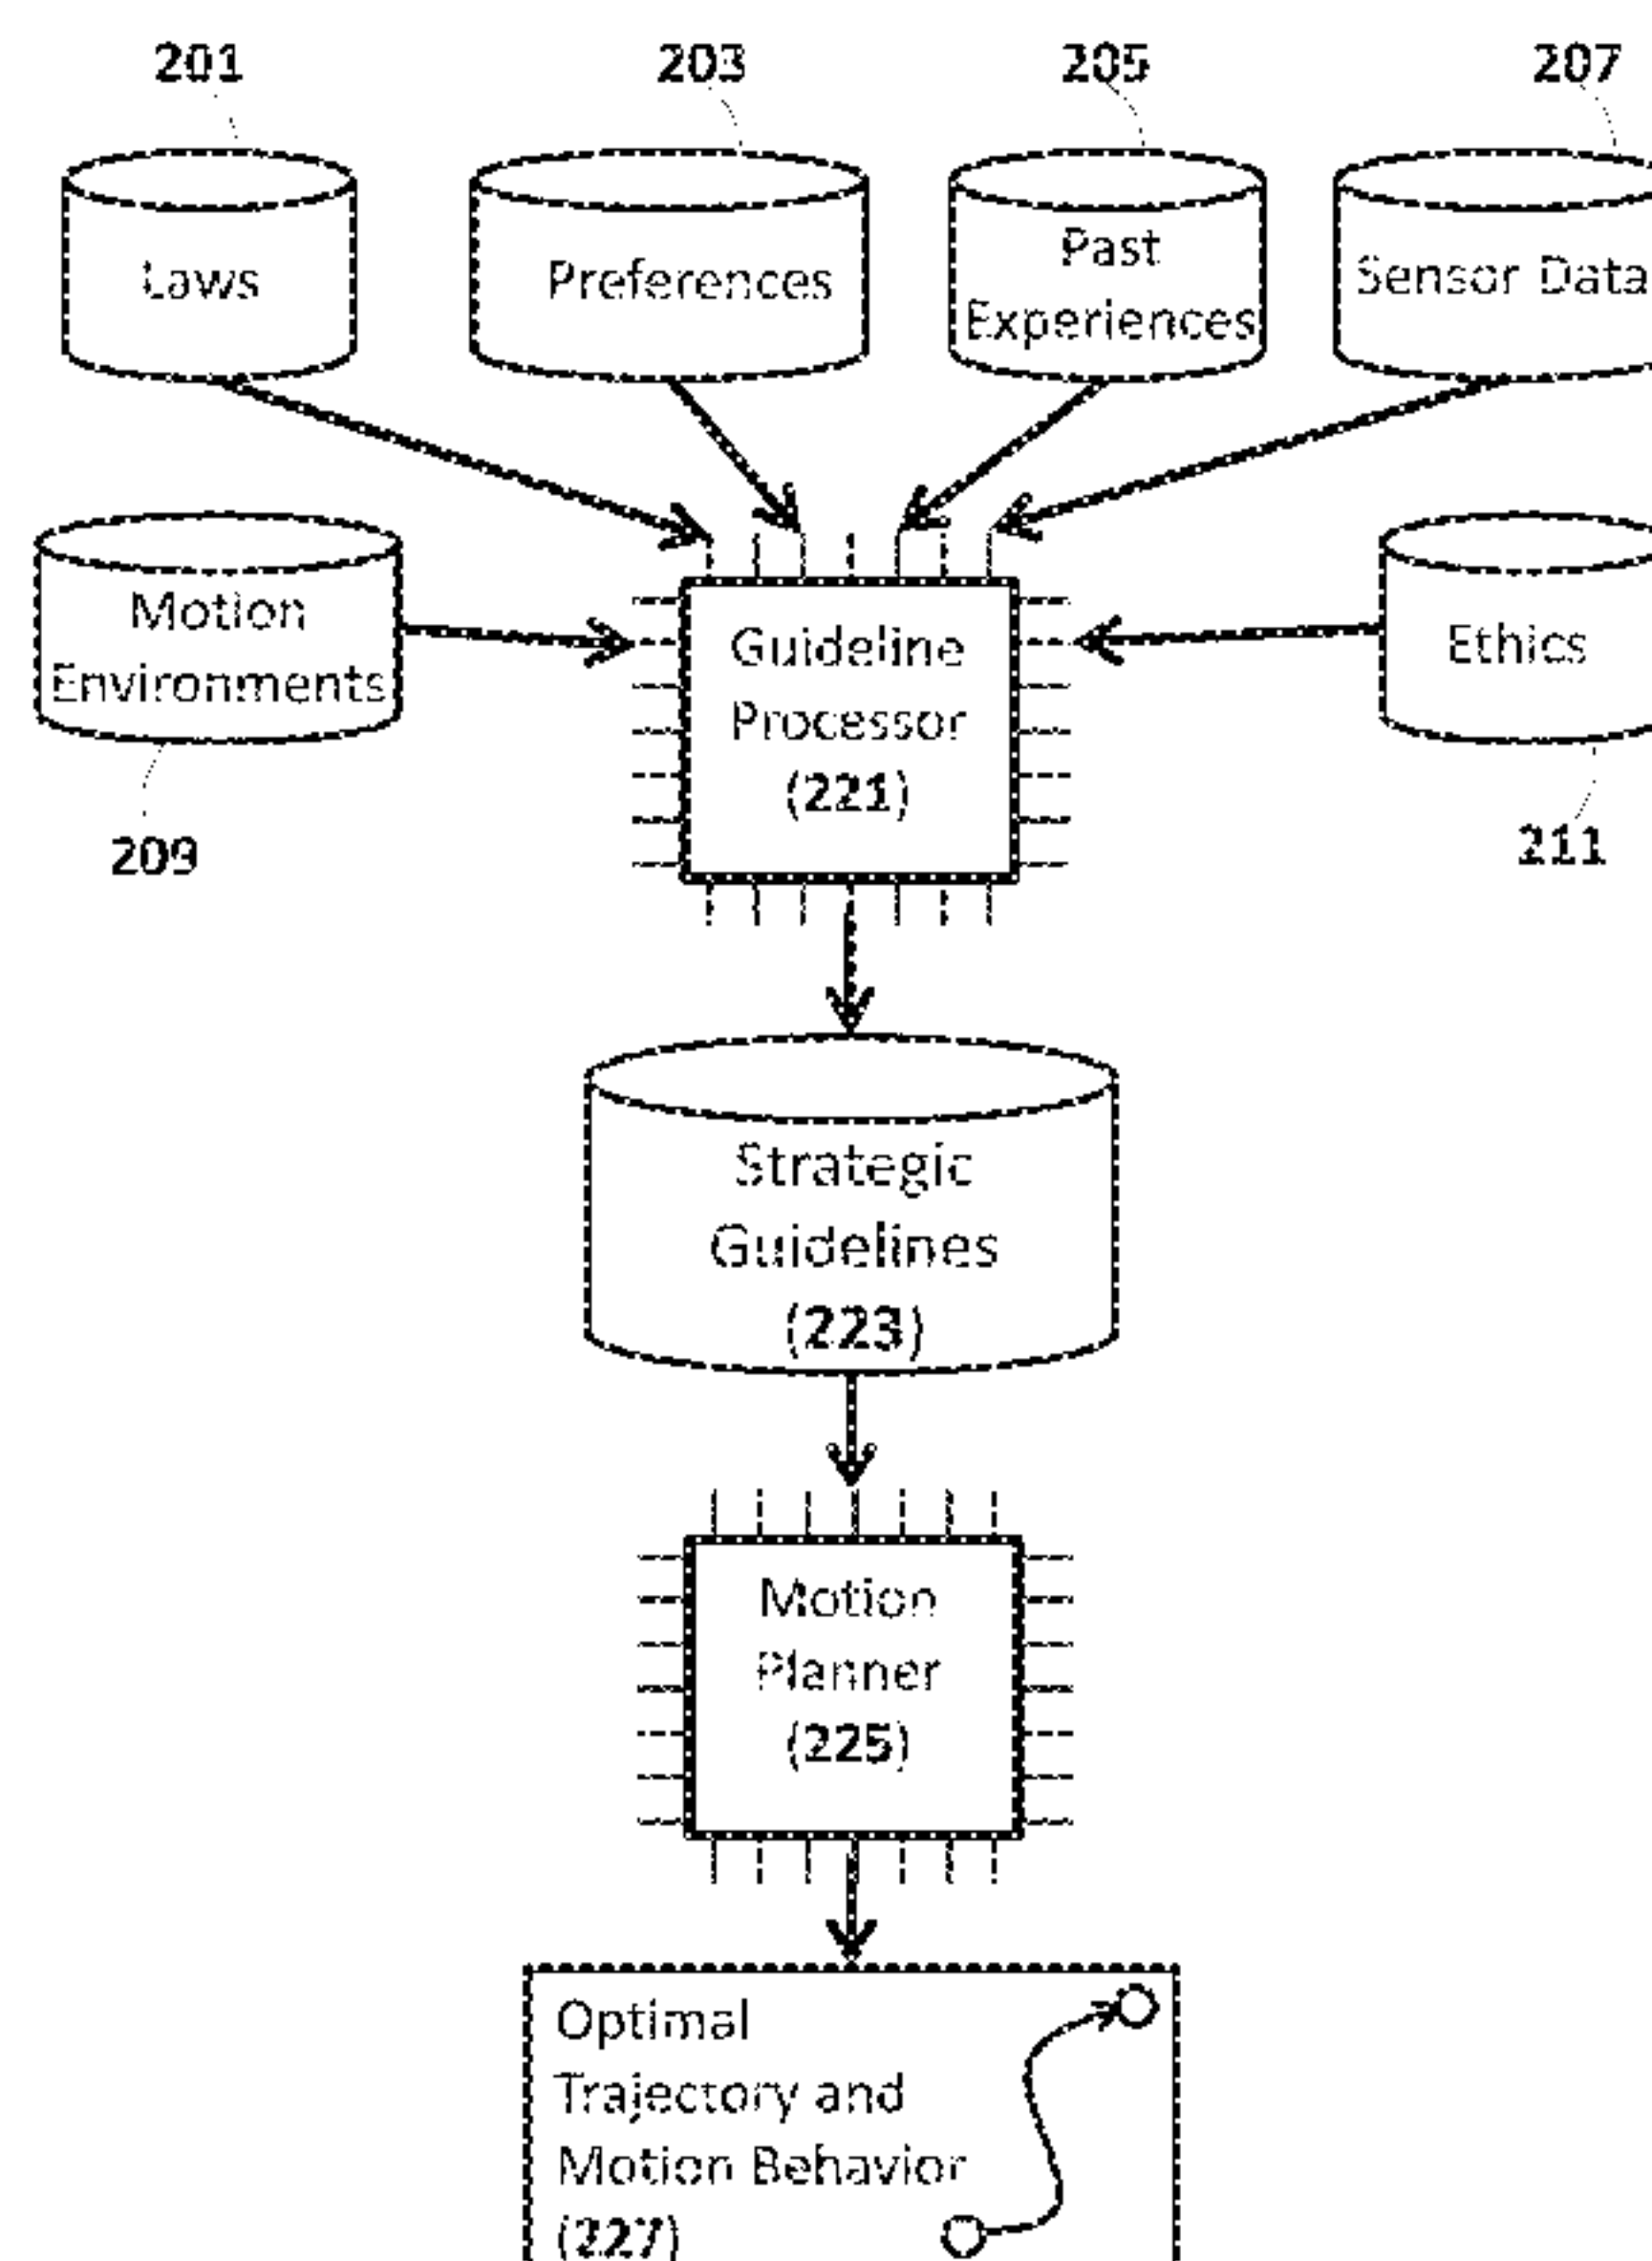 201
203
205
207
Laws
Preferences
Past
Experiences
Sensor Data
Motion
Environments
Guideline
Processor
(221)
Ethics
209
211
Strategic
Guidelines
(223)
Motion
Planner
(225)
Optimal
Trajectory and
Motion Behavior
(227)